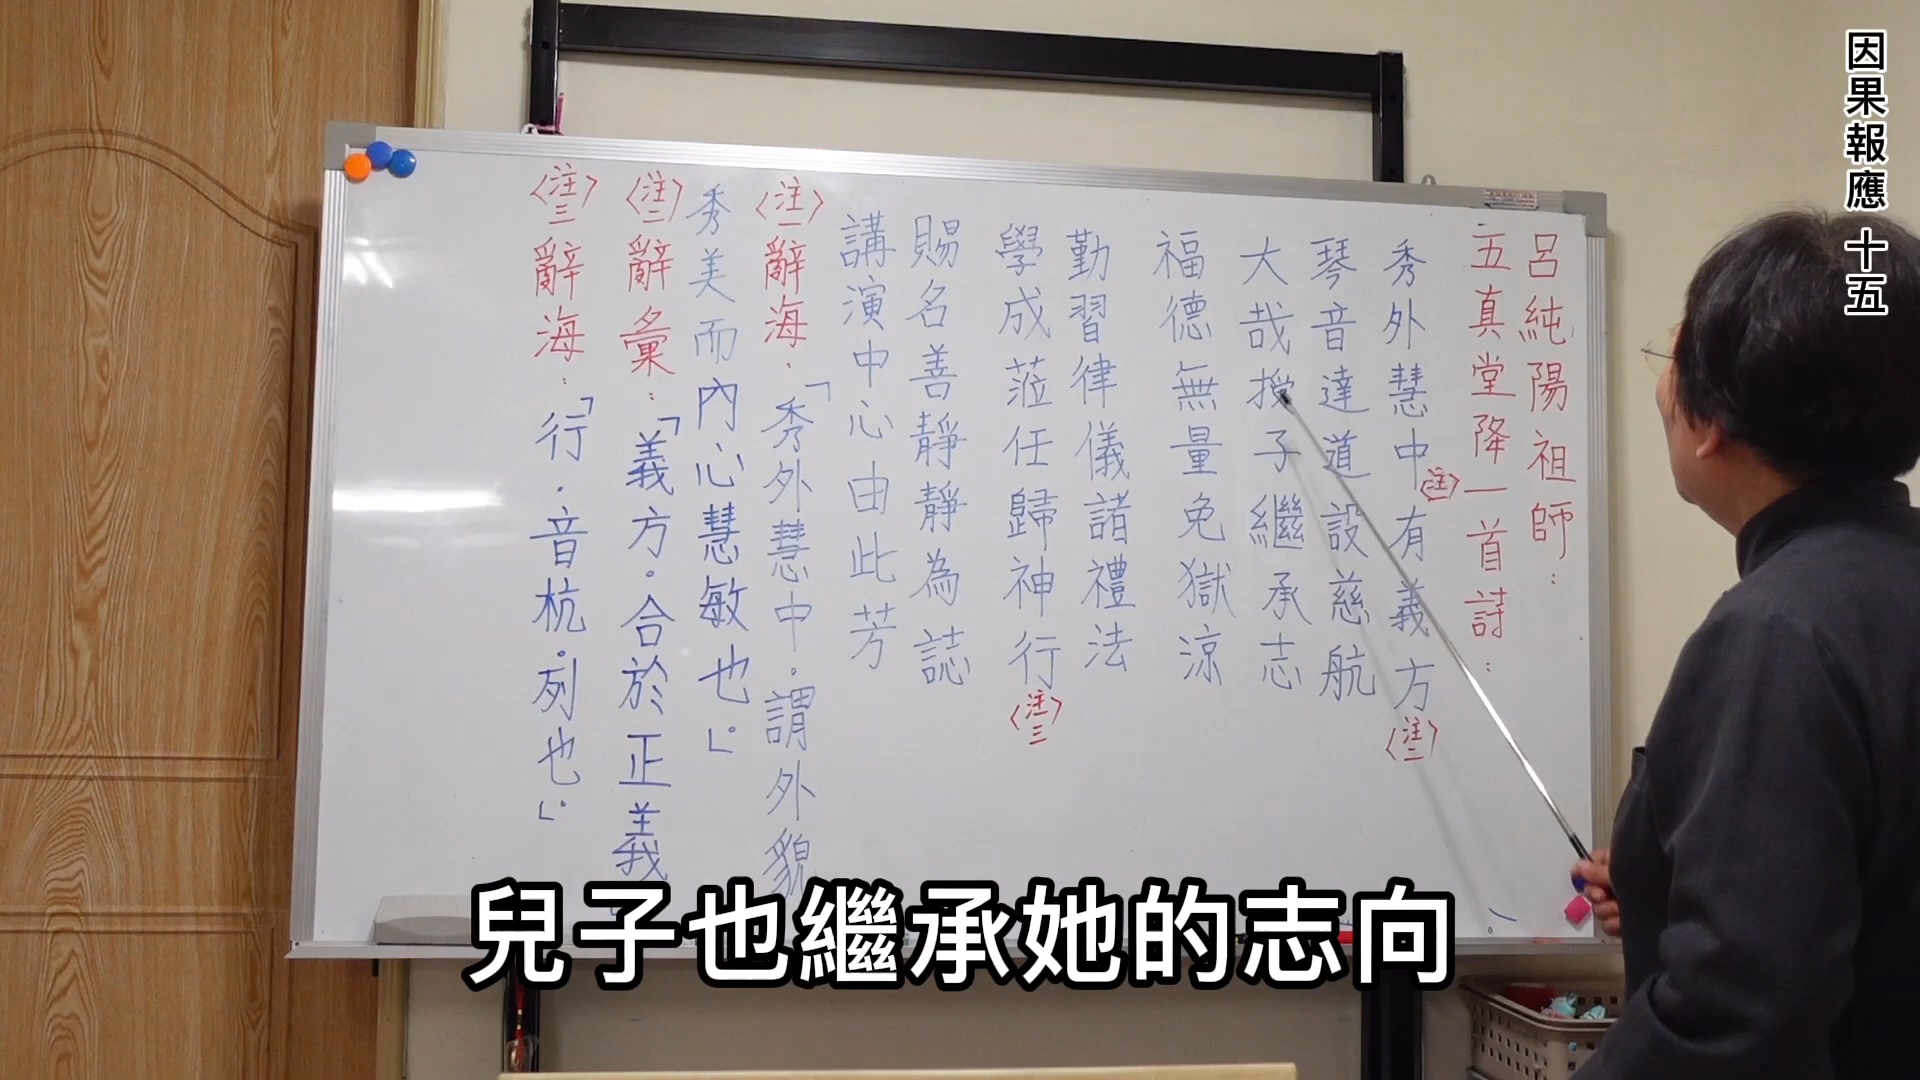 因果報應 十五
呂純陽祖師：
五真堂降一首詩：
秀外慧中〈注一〉有義方〈注二〉
琴音達道設慈航
大哉授子繼承志
福德無量免獄涼
勤習律儀諸禮法
學成蒞任歸神行〈注三〉
賜名善靜靜為誌
講演中心由此芳
〈注一〉辭海：「秀外慧中。謂外貌
秀美而內心慧敏也。」
〈注二〉辭彙：「義方。合於正義
〈注三〉辭海：「行．音杭。列也。」
兒子也繼承她的志向